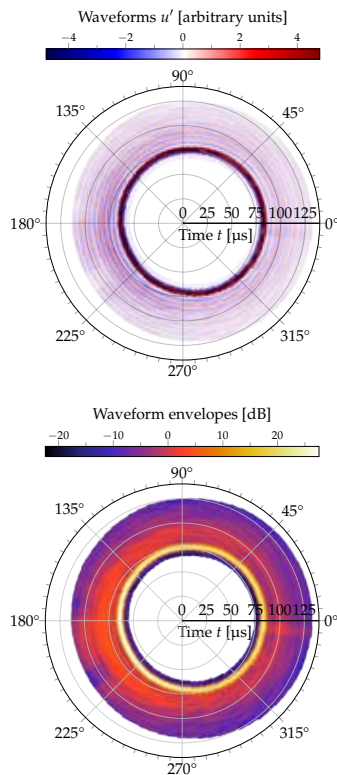 Waveforms u′ [arbitrary units]
−4 −2 0 2 4
90°
135° 45°
180° 0 25 50 75 100 125 0°
Time t [µs]
225° 315°
270°
Waveform envelopes [dB]
−20 −10 0 10 20
90°
135° 45°
180° 0 25 50 75 100 125 0°
Time t [µs]
225° 315°
270°